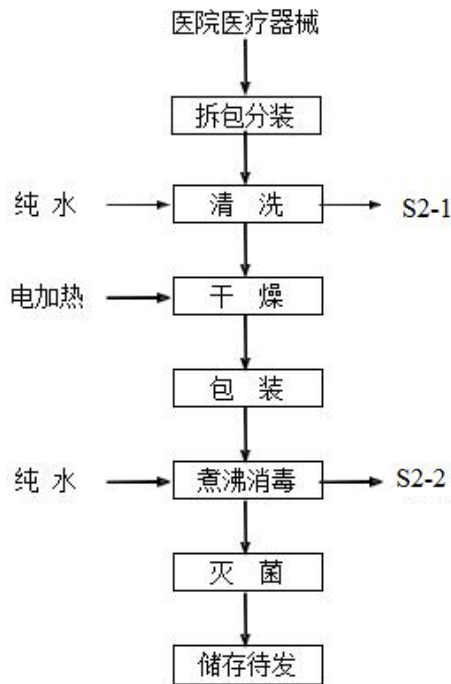 医院医疗器械
拆包分装
纯 水 清 洗 S2-1
电加热 干 燥
包 装
纯 水 煮沸消毒 S2-2
灭 菌
储存待发